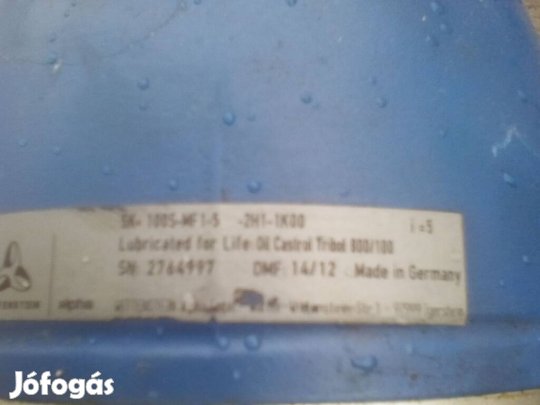 SK+ 100S-MF1-5 -2H1-1K00 i=5
Lubricated for Life: Oil Castrol Tribol 800/100
SN: 2764997 DMF: 14/12 Made in Germany
alpha
Jófogás